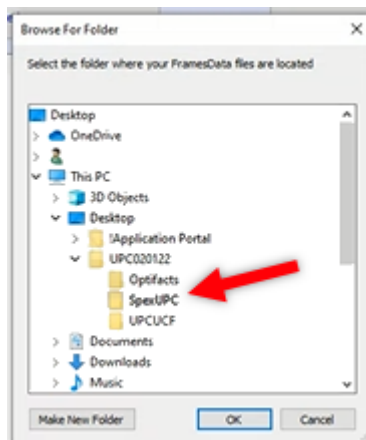 Browse For Folder
Select the folder where your FramesData files are located
Desktop
OneDrive
This PC
3D Objects
Desktop
!Application Portal
UPC020122
Optifacts
SpexUPC
UPCUCF
Documents
Downloads
Music
Make New Folder OK Cancel